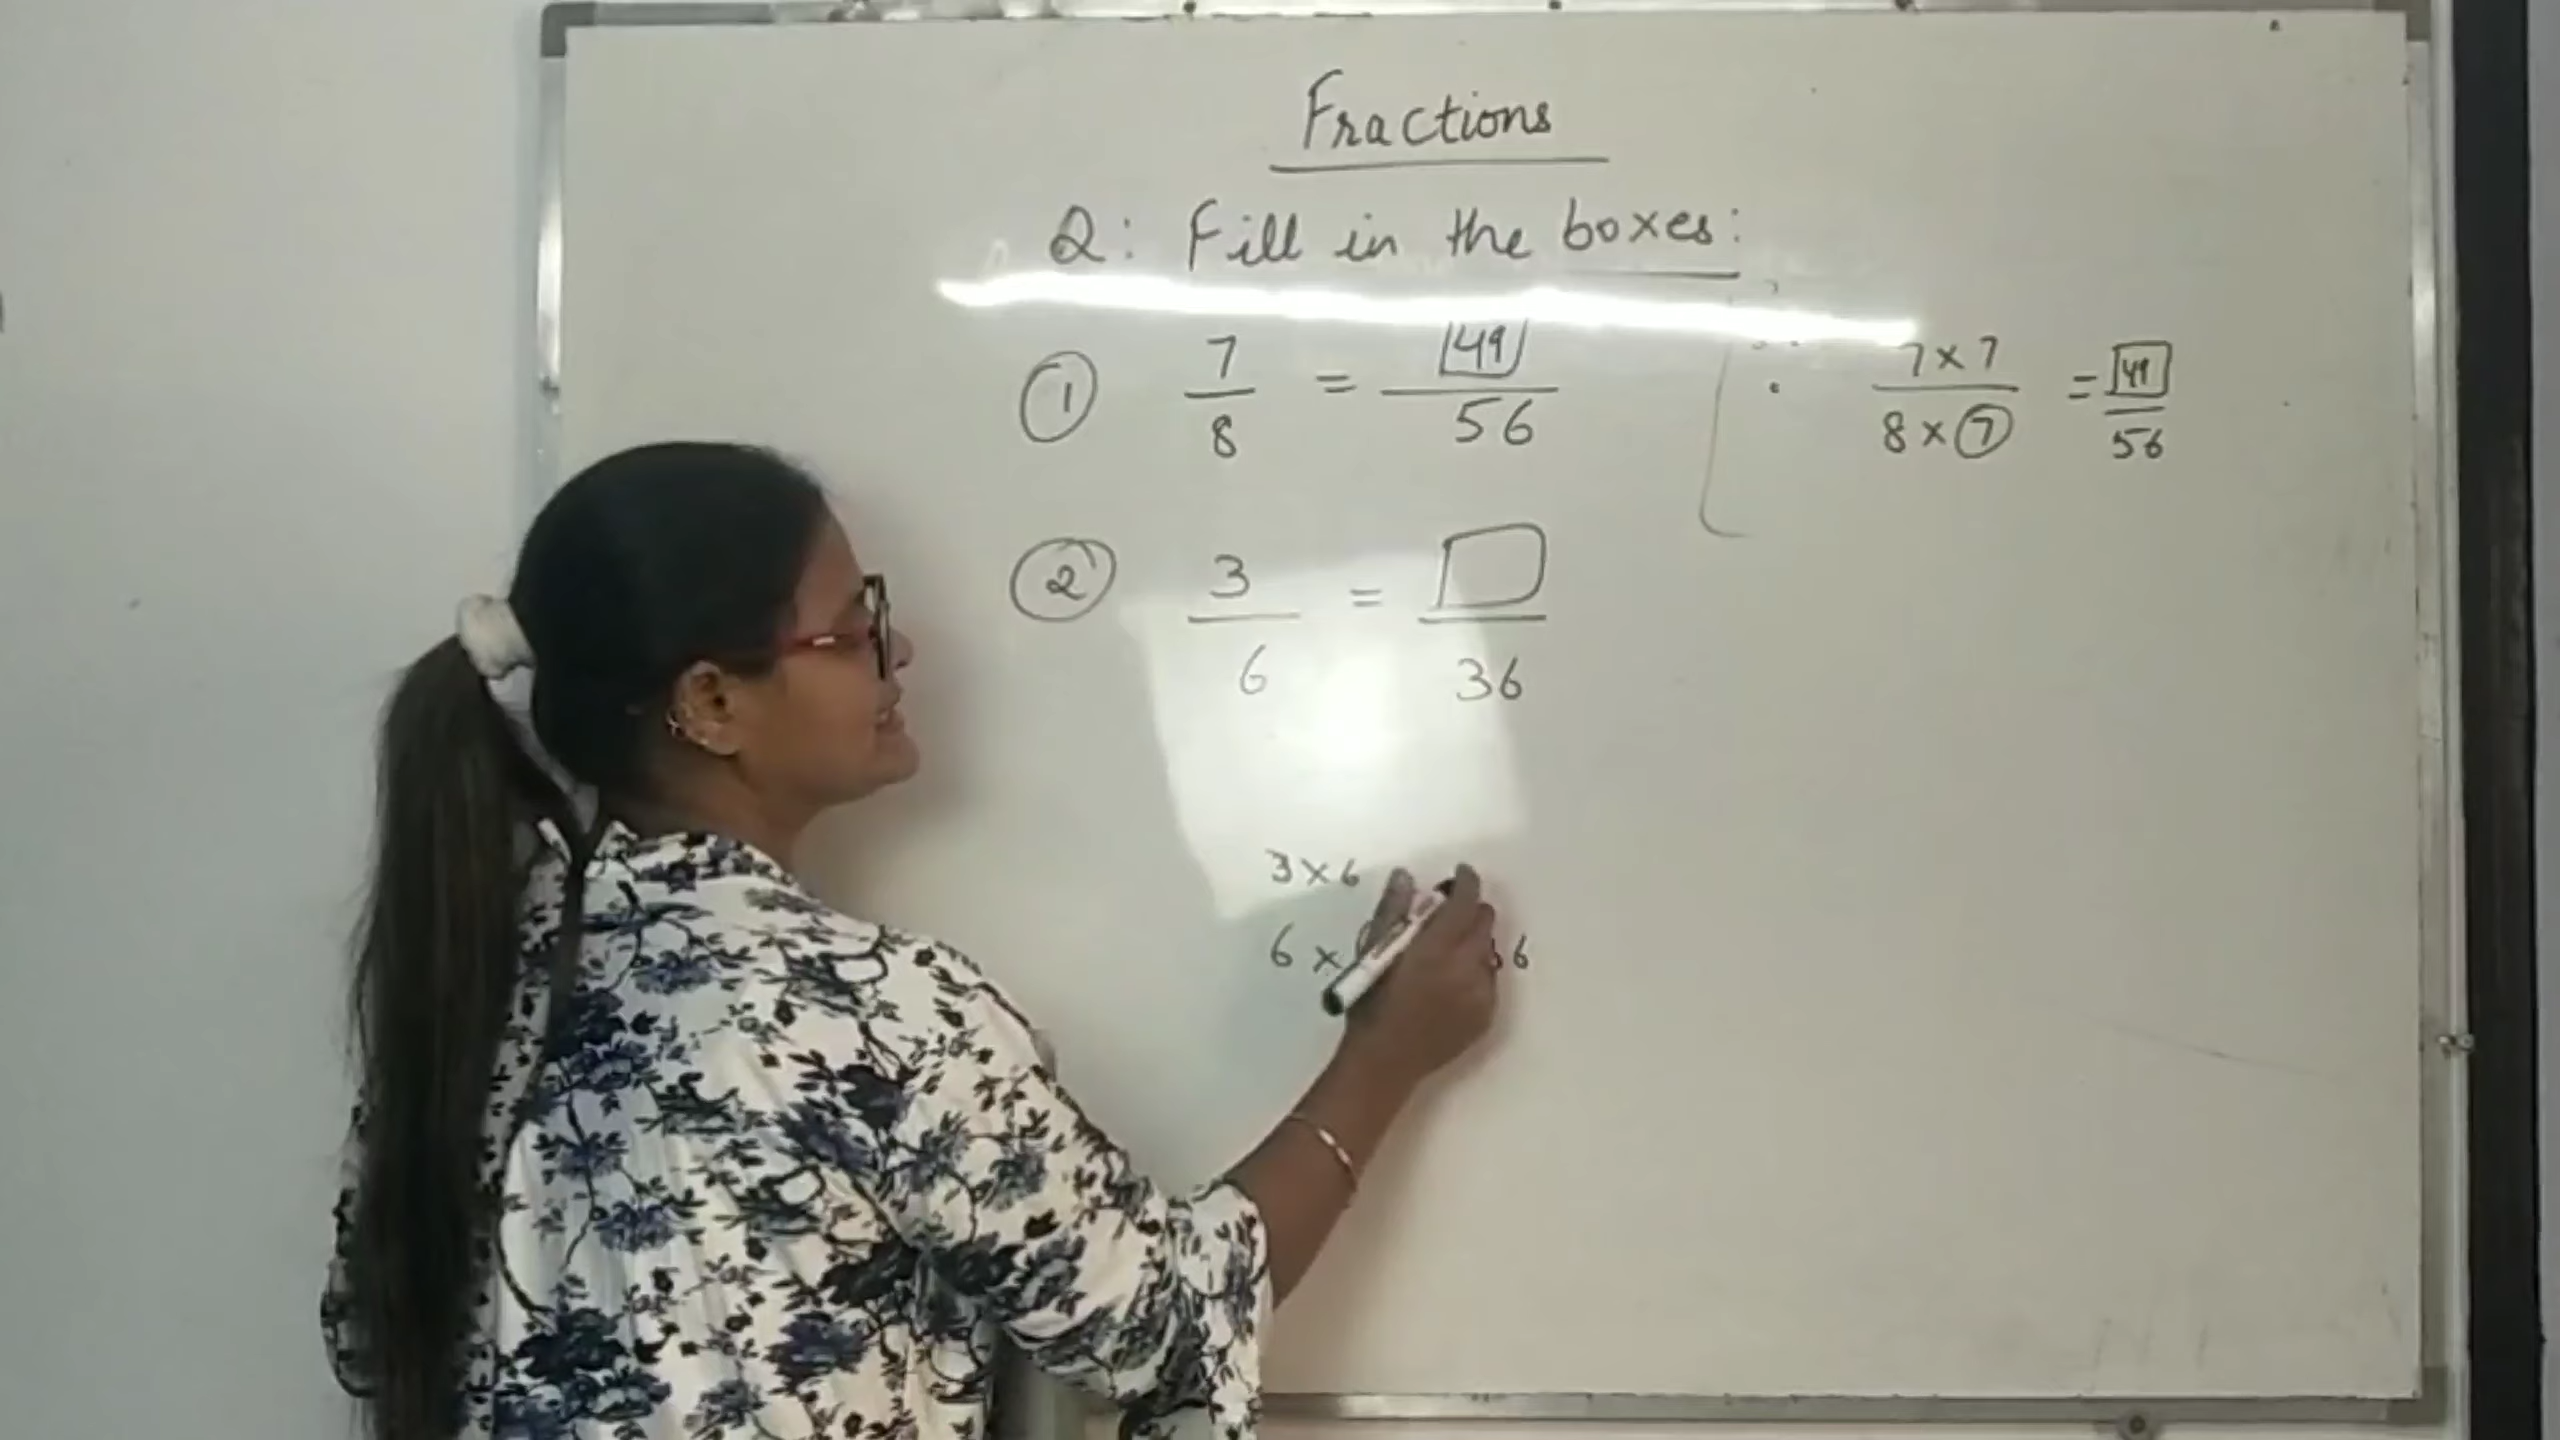 Fractions
Q: Fill in the boxes:
① 7/8 = 49/56 7×7/8×7 = 49/56
② 3/6 = □/36
3×6
6×
6